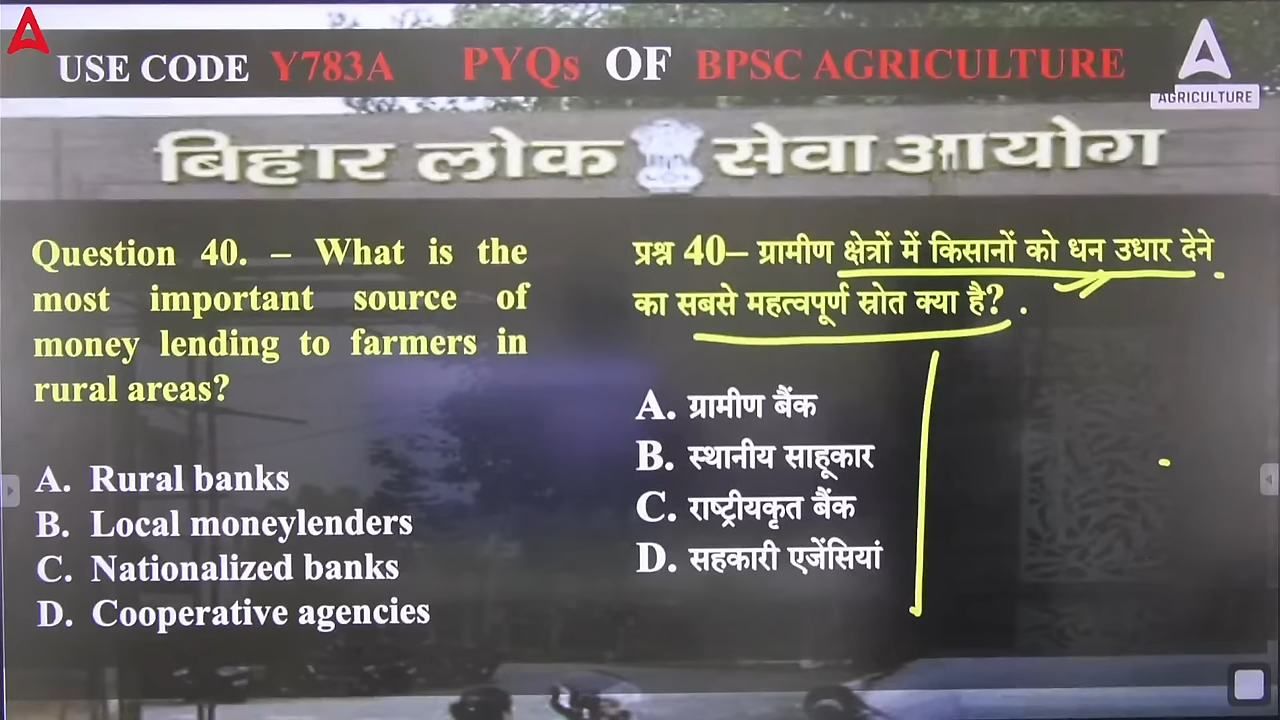 USE CODE Y783A PYQs OF BPSC AGRICULTURE
AGRICULTURE
बिहार लोक सेवा आयोग
Question 40. – What is the
most important source of
money lending to farmers in
rural areas?
A. Rural banks
B. Local moneylenders
C. Nationalized banks
D. Cooperative agencies
प्रश्न 40– ग्रामीण क्षेत्रों में किसानों को धन उधार देने
का सबसे महत्वपूर्ण स्रोत क्या है? .
A. ग्रामीण बैंक
B. स्थानीय साहूकार
C. राष्ट्रीयकृत बैंक
D. सहकारी एजेंसियां